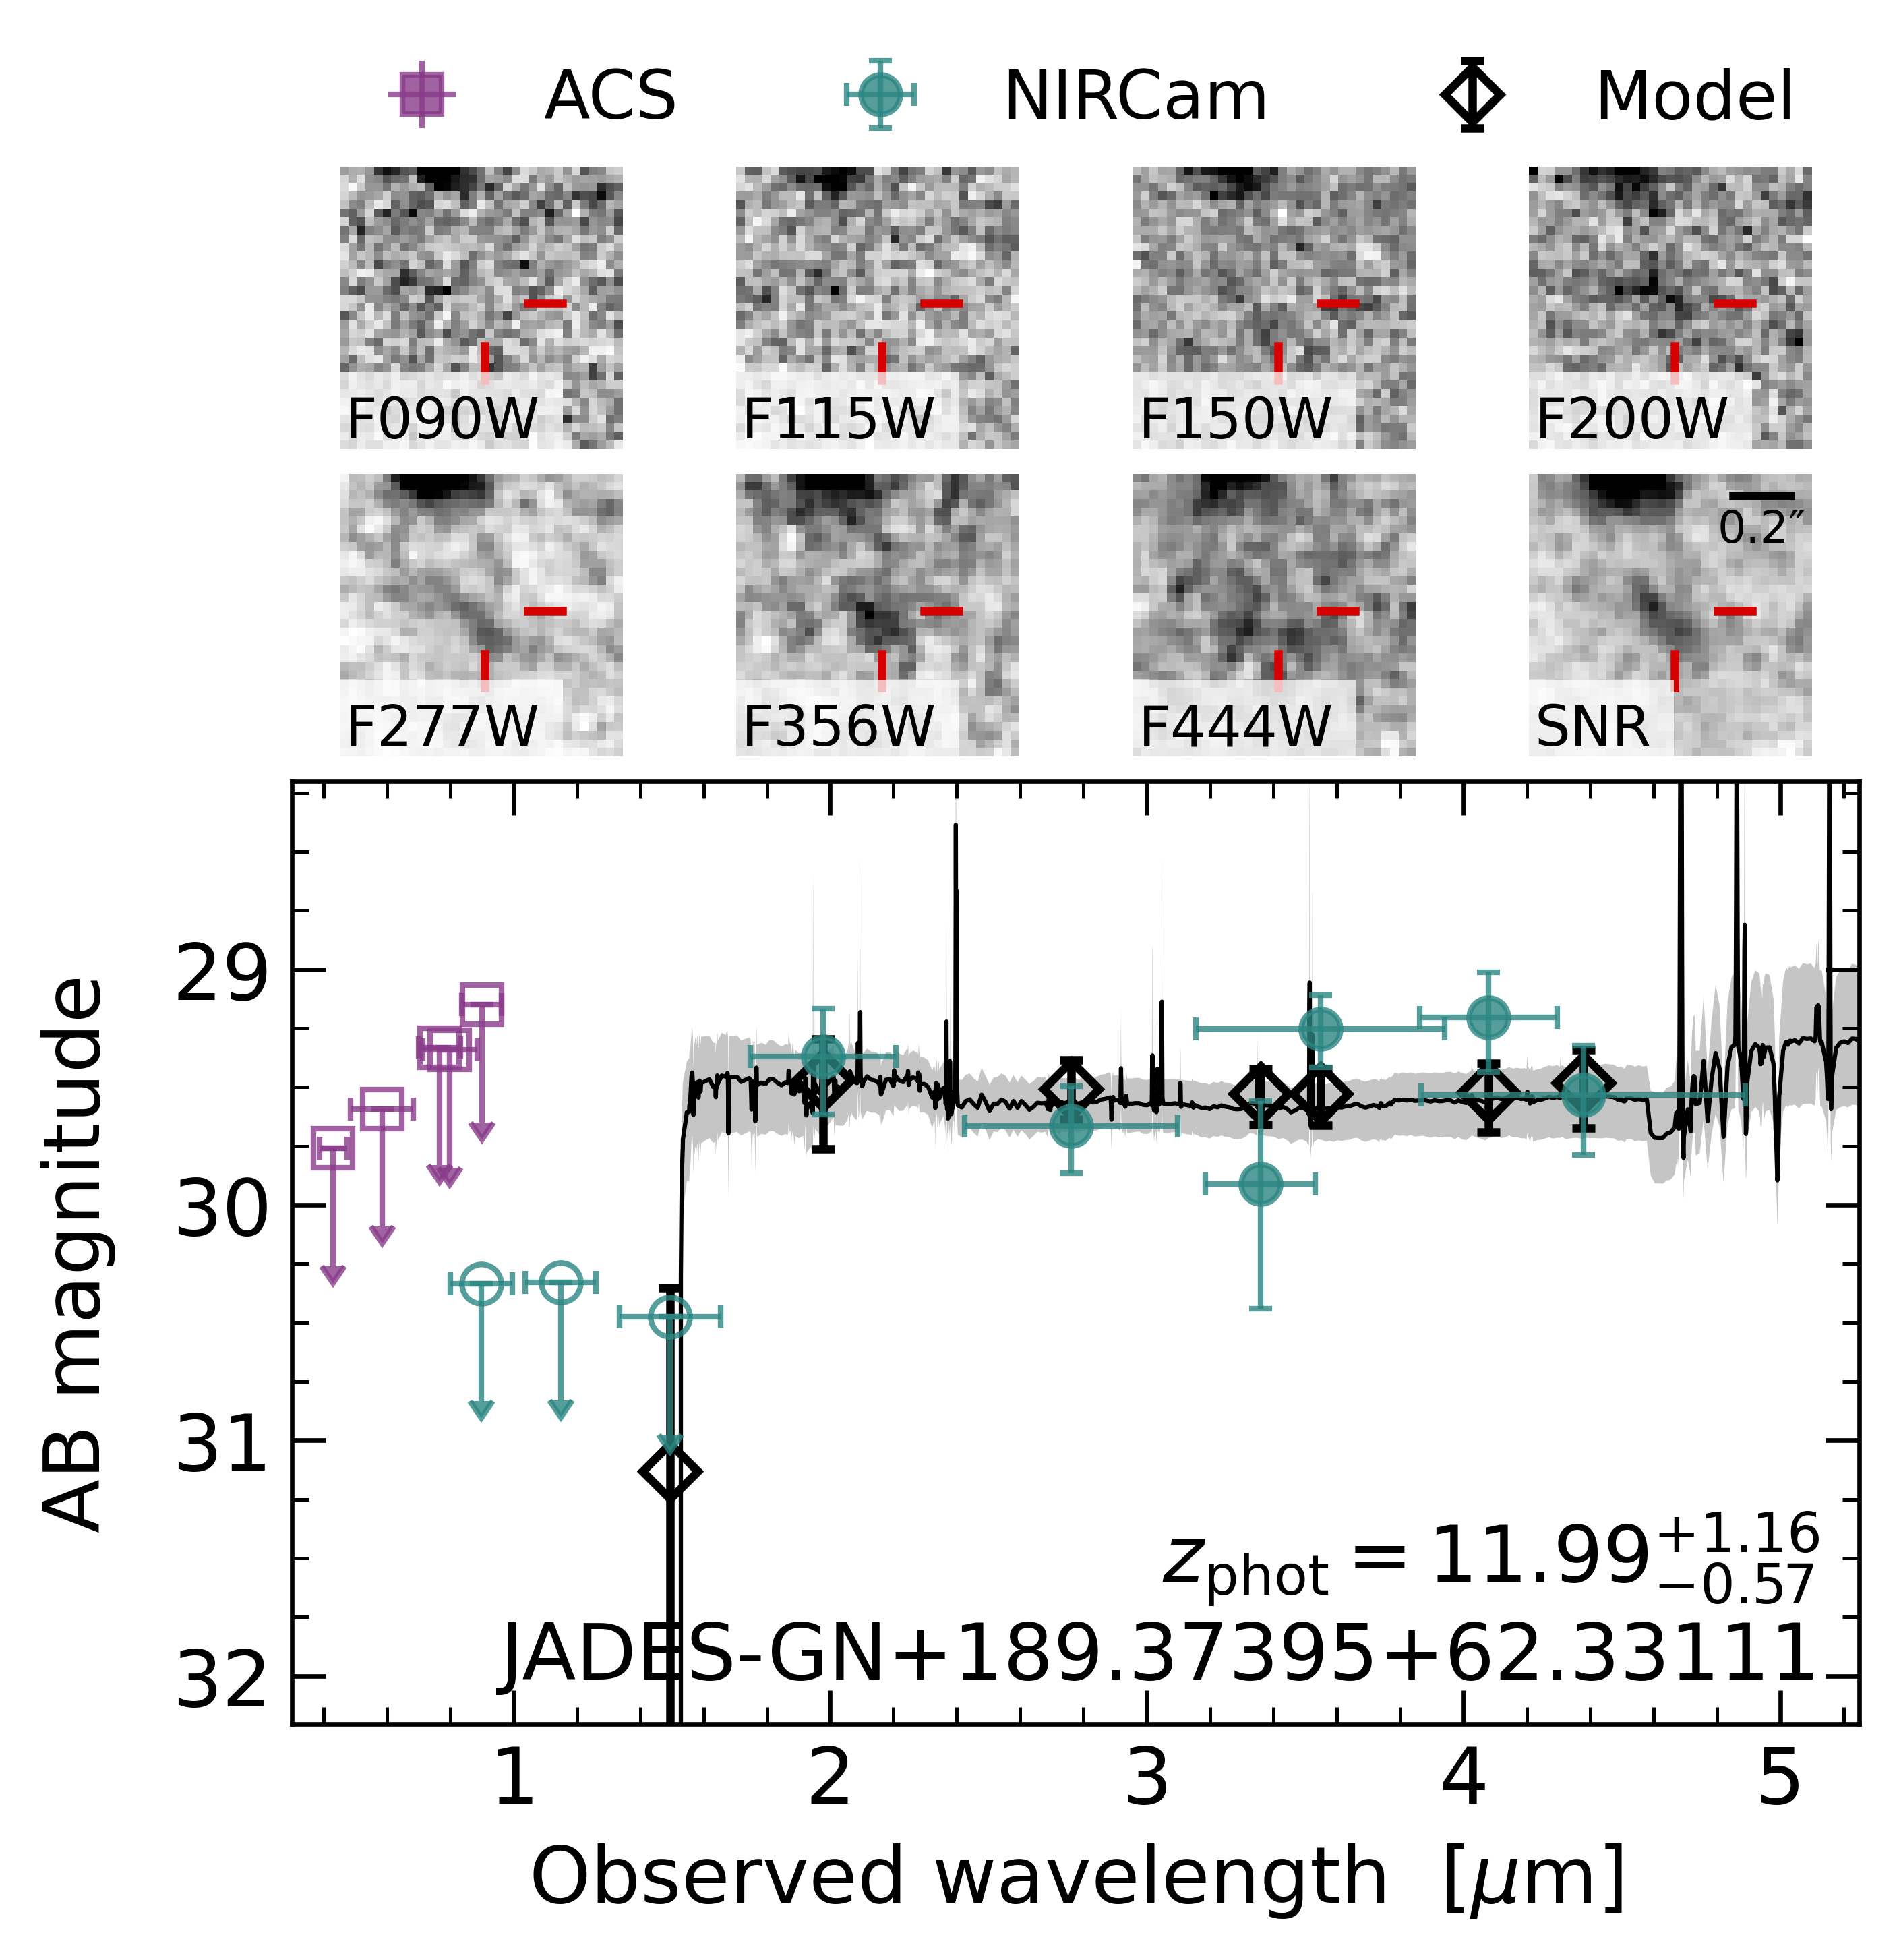 ACS NIRCam Model
F090W F115W F150W F200W
0.2″
F277W F356W F444W SNR
29
30
31
32
AB magnitude
z_phot = 11.99 +1.16 −0.57
JADES-GN+189.37395+62.33111
1 2 3 4 5
Observed wavelength [μm]